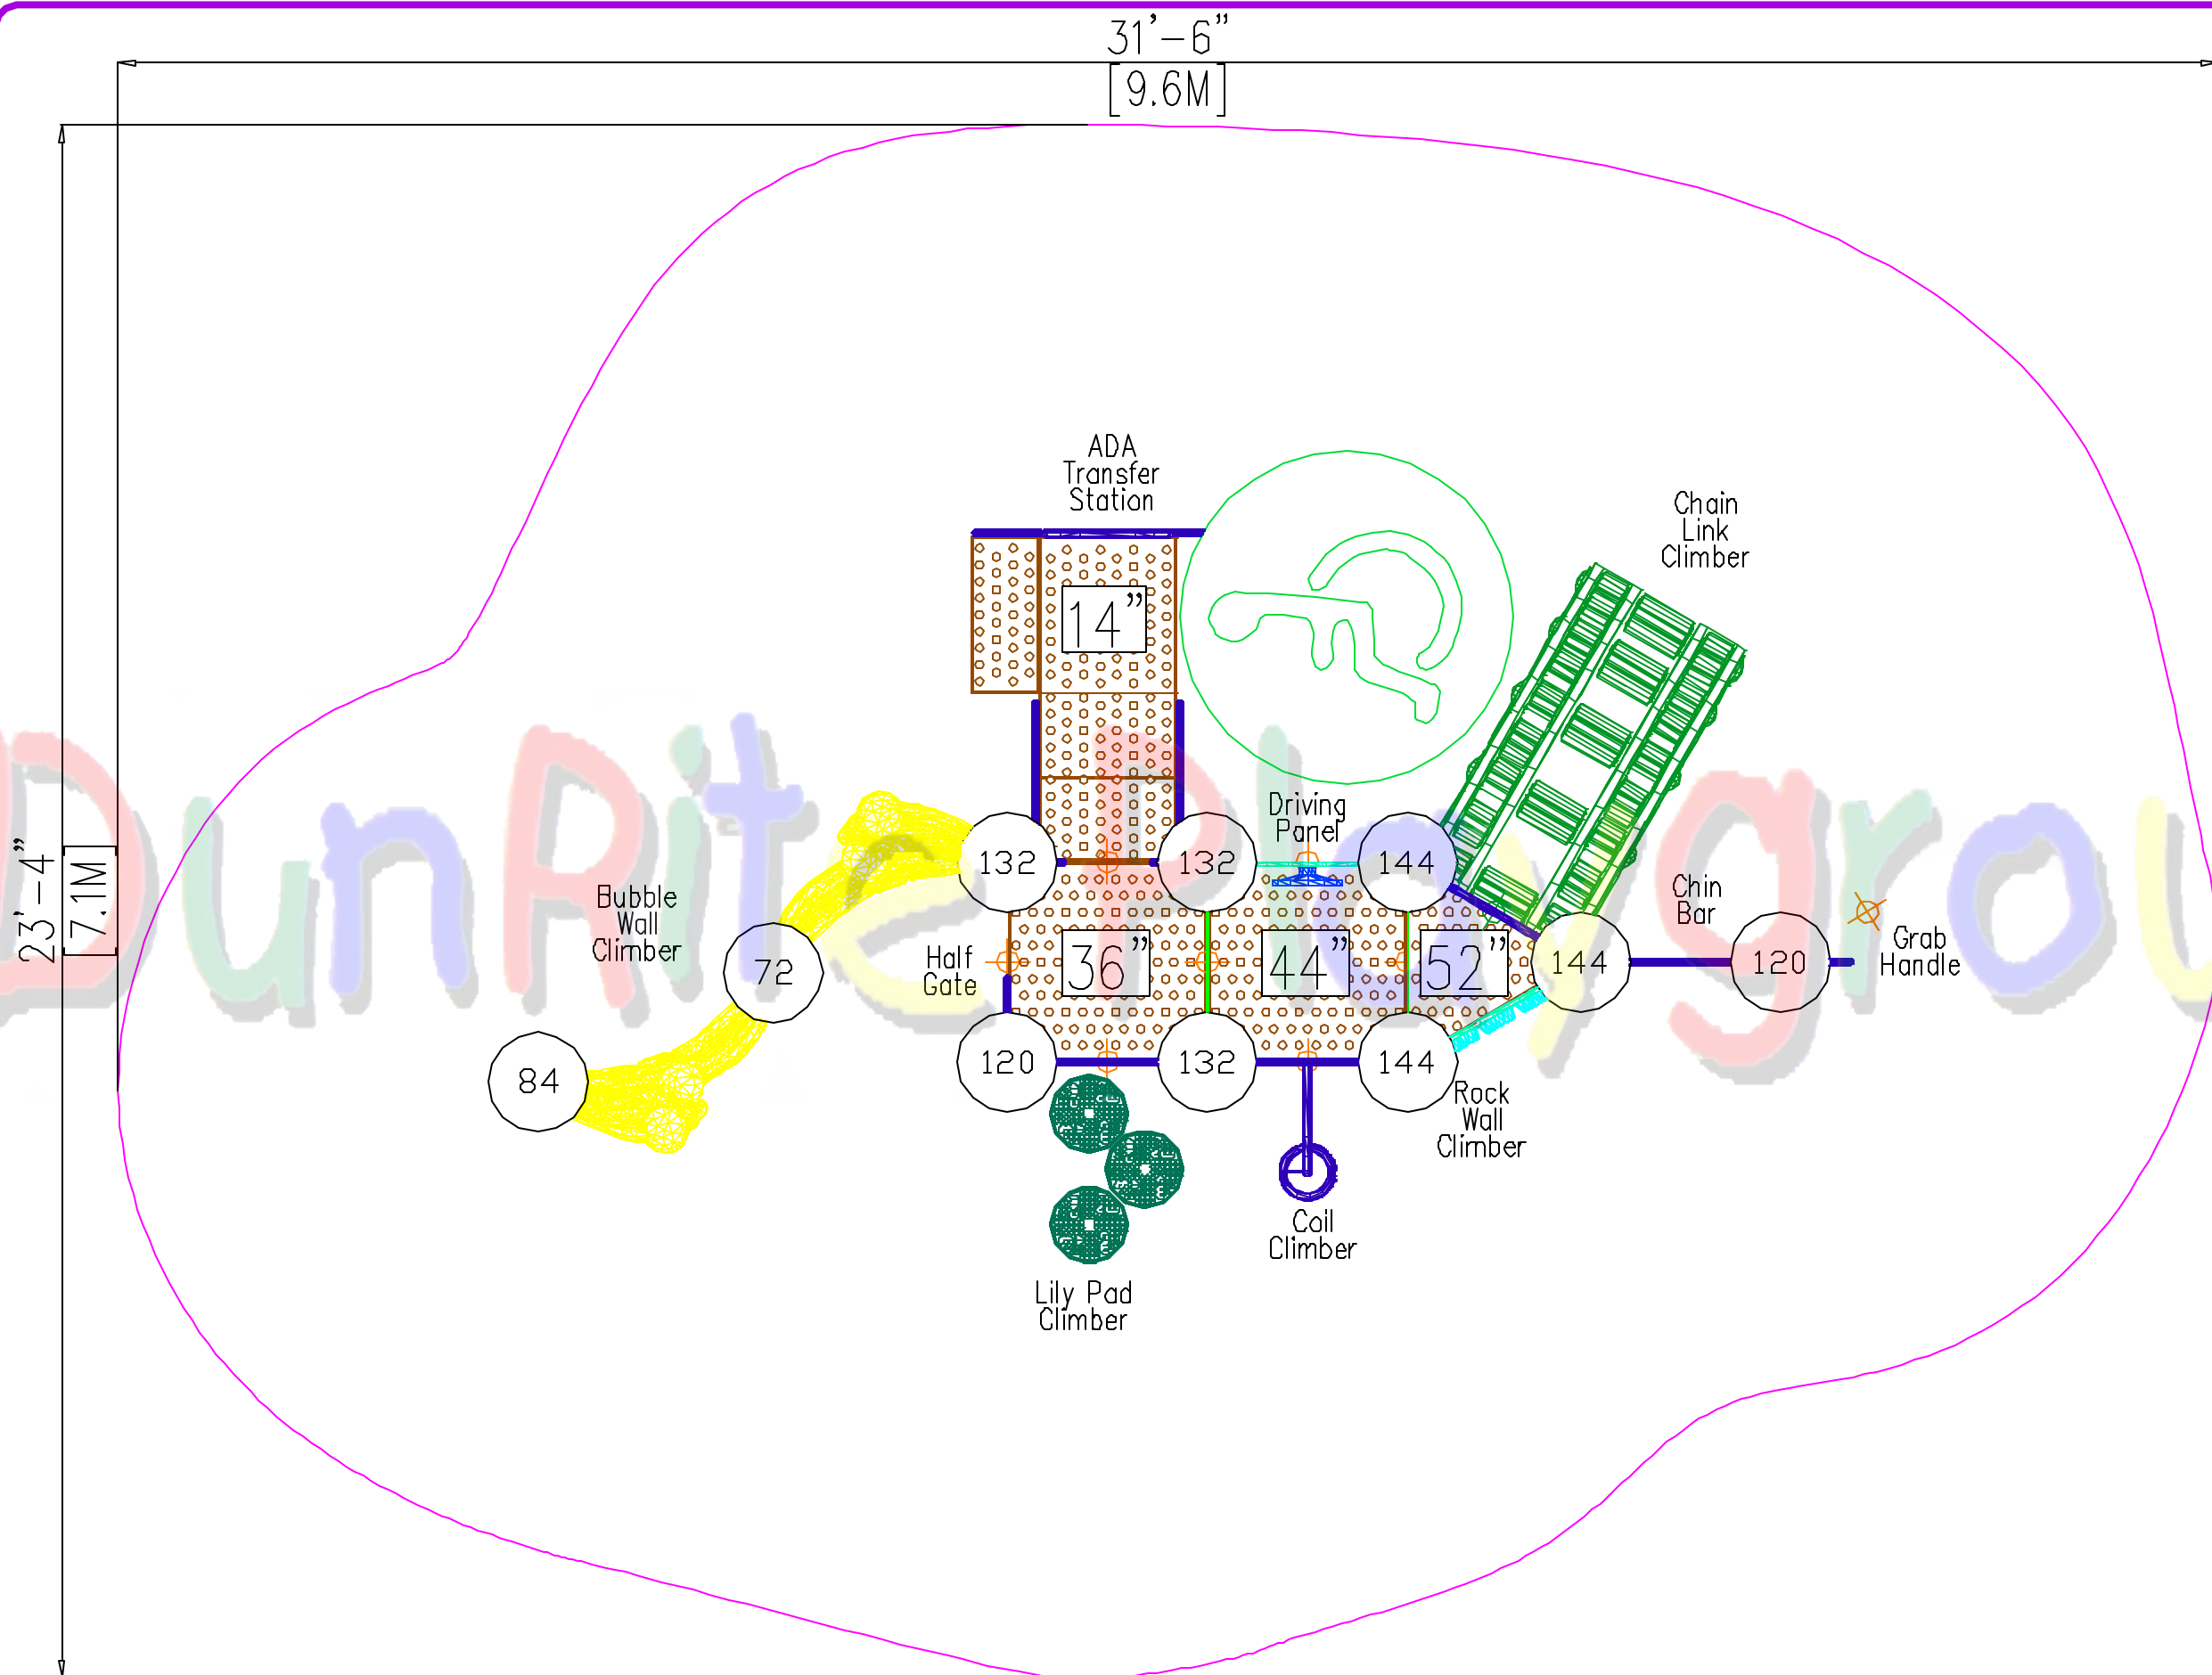 31'-6"
[9.6M]
ADA
Transfer
Station
Chain
Link
Climber
14"
23'-4"
[7.1M]
Driving
Panel
132
132
144
Bubble
Wall
Climber
Chin
Bar
Half
Gate
36"
44"
52"
144
120
Grab
Handle
72
84
120
132
144
Rock
Wall
Climber
Coil
Climber
Lily Pad
Climber
DunRite Playgrou